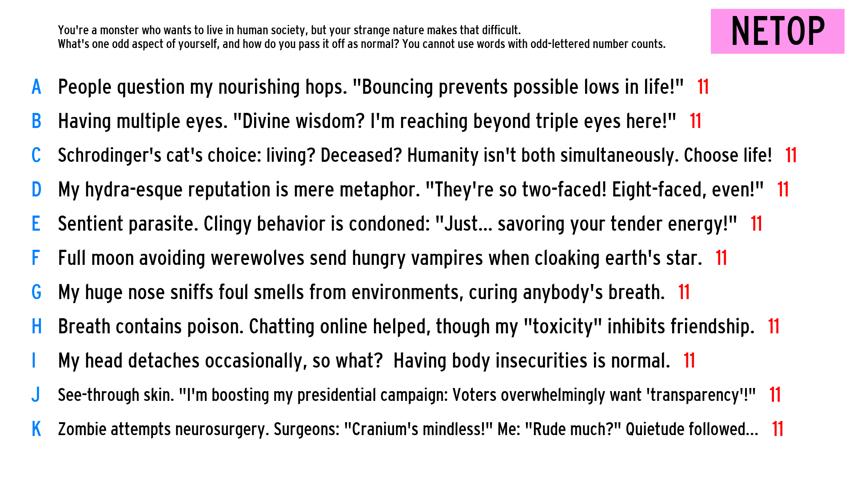 You're a monster who wants to live in human society, but your strange nature makes that difficult.
What's one odd aspect of yourself, and how do you pass it off as normal? You cannot use words with odd-lettered number counts.
NETOP
A People question my nourishing hops. "Bouncing prevents possible lows in life!" 11
B Having multiple eyes. "Divine wisdom? I'm reaching beyond triple eyes here!" 11
C Schrodinger's cat's choice: living? Deceased? Humanity isn't both simultaneously. Choose life! 11
D My hydra-esque reputation is mere metaphor. "They're so two-faced! Eight-faced, even!" 11
E Sentient parasite. Clingy behavior is condoned: "Just... savoring your tender energy!" 11
F Full moon avoiding werewolves send hungry vampires when cloaking earth's star. 11
G My huge nose sniffs foul smells from environments, curing anybody's breath. 11
H Breath contains poison. Chatting online helped, though my "toxicity" inhibits friendship. 11
I My head detaches occasionally, so what? Having body insecurities is normal. 11
J See-through skin. "I'm boosting my presidential campaign: Voters overwhelmingly want 'transparency'!" 11
K Zombie attempts neurosurgery. Surgeons: "Cranium's mindless!" Me: "Rude much?" Quietude followed... 11